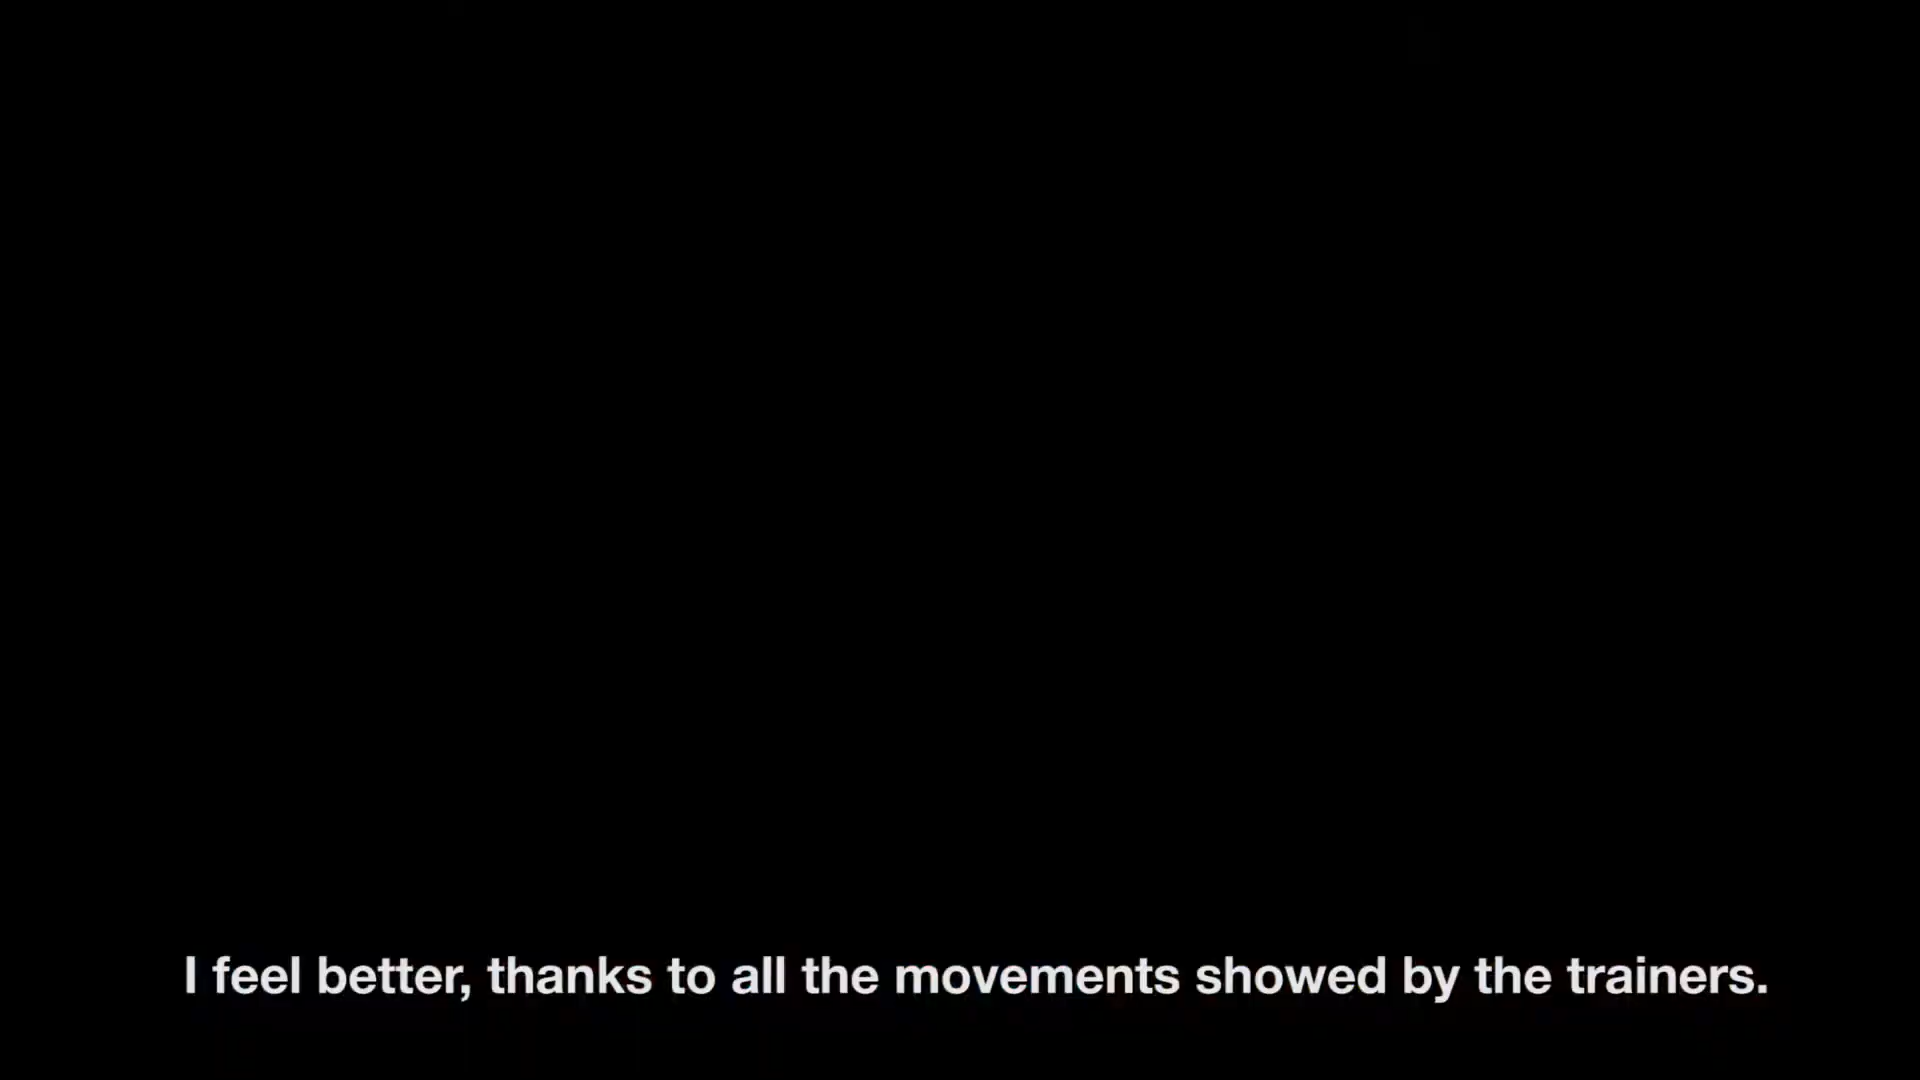 I feel better, thanks to all the movements showed by the trainers.